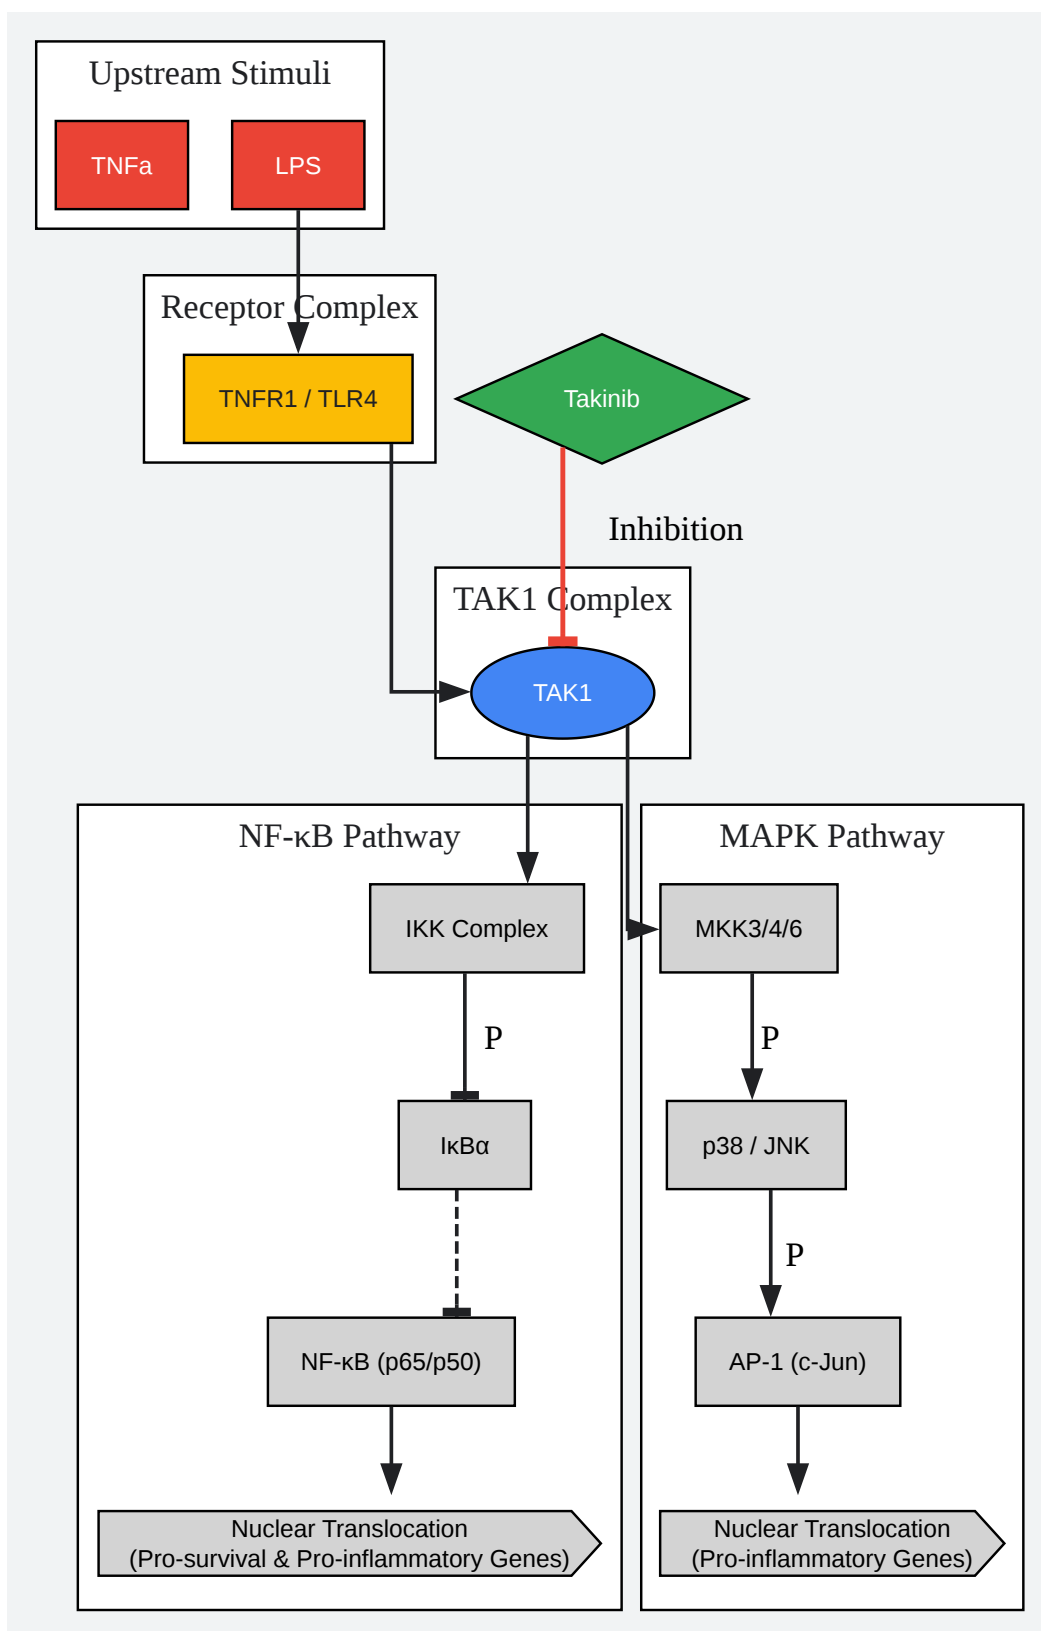 Upstream Stimuli
TNFa
LPS
Receptor Complex
TNFR1 / TLR4
Takinib
Inhibition
TAK1 Complex
TAK1
NF-κB Pathway
MAPK Pathway
IKK Complex
MKK3/4/6
P
P
IκBα
p38 / JNK
P
NF-κB (p65/p50)
AP-1 (c-Jun)
Nuclear Translocation
(Pro-survival & Pro-inflammatory Genes)
Nuclear Translocation
(Pro-inflammatory Genes)